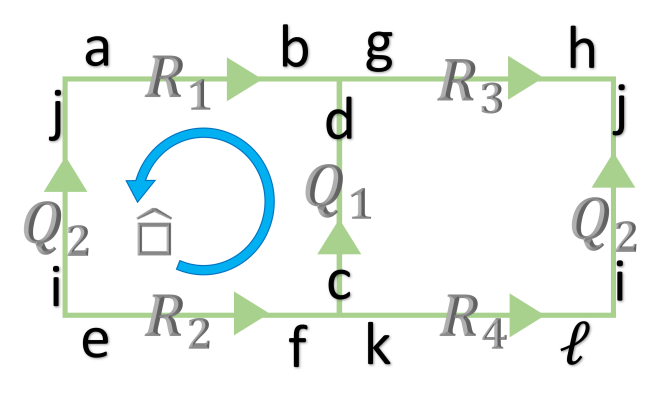 a b g h
R₁ R₃
j d j
Q₂ □̂ Q₁ Q₂
i c i
R₂ R₄
e f k ℓ